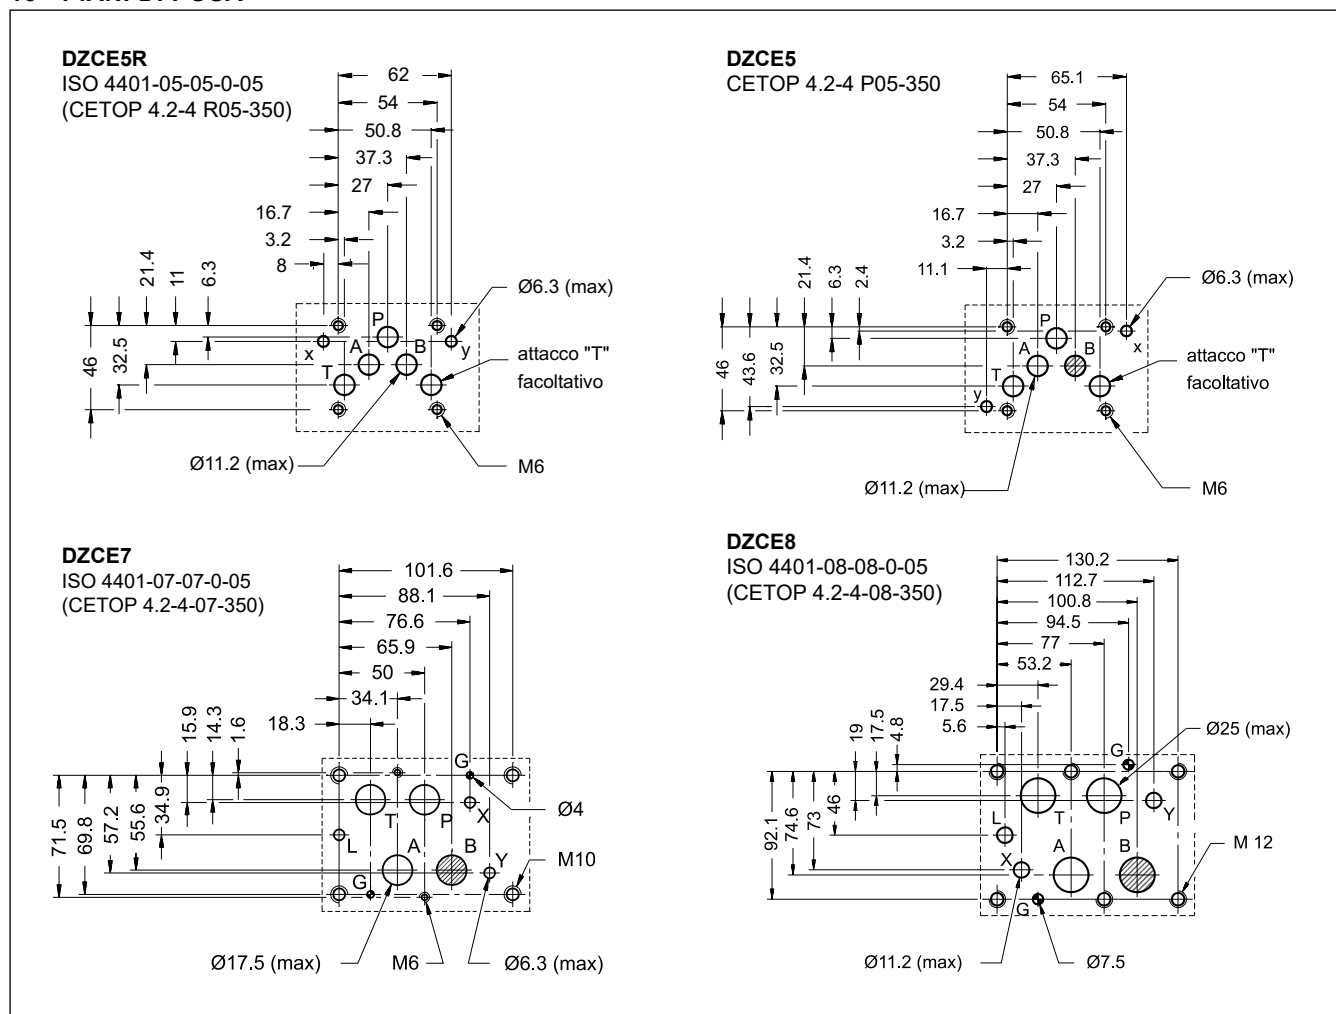 DZCE5R
ISO 4401-05-05-0-05
(CETOP 4.2-4 R05-350)
62
54
50.8
37.3
27
16.7
3.2
8
21.4
11
6.3
46
32.5
P
A
B
x
y
T
Ø6.3 (max)
attacco "T"
facoltativo
Ø11.2 (max)
M6
DZCE5
CETOP 4.2-4 P05-350
65.1
54
50.8
37.3
27
16.7
3.2
11.1
21.4
6.3
2.4
46
43.6
32.5
P
A
B
x
T
y
Ø6.3 (max)
attacco "T"
facoltativo
Ø11.2 (max)
M6
DZCE7
ISO 4401-07-07-0-05
(CETOP 4.2-4-07-350)
101.6
88.1
76.6
65.9
50
34.1
18.3
15.9
14.3
1.6
71.5
69.8
57.2
55.6
34.9
G
T
P
X
L
A
B
Y
G
Ø4
M10
Ø17.5 (max)
M6
Ø6.3 (max)
DZCE8
ISO 4401-08-08-0-05
(CETOP 4.2-4-08-350)
130.2
112.7
100.8
94.5
77
53.2
29.4
17.5
5.6
19
17.5
4.8
92.1
74.6
73
46
G
T
P
Y
L
A
B
X
G
Ø25 (max)
M 12
Ø11.2 (max)
Ø7.5